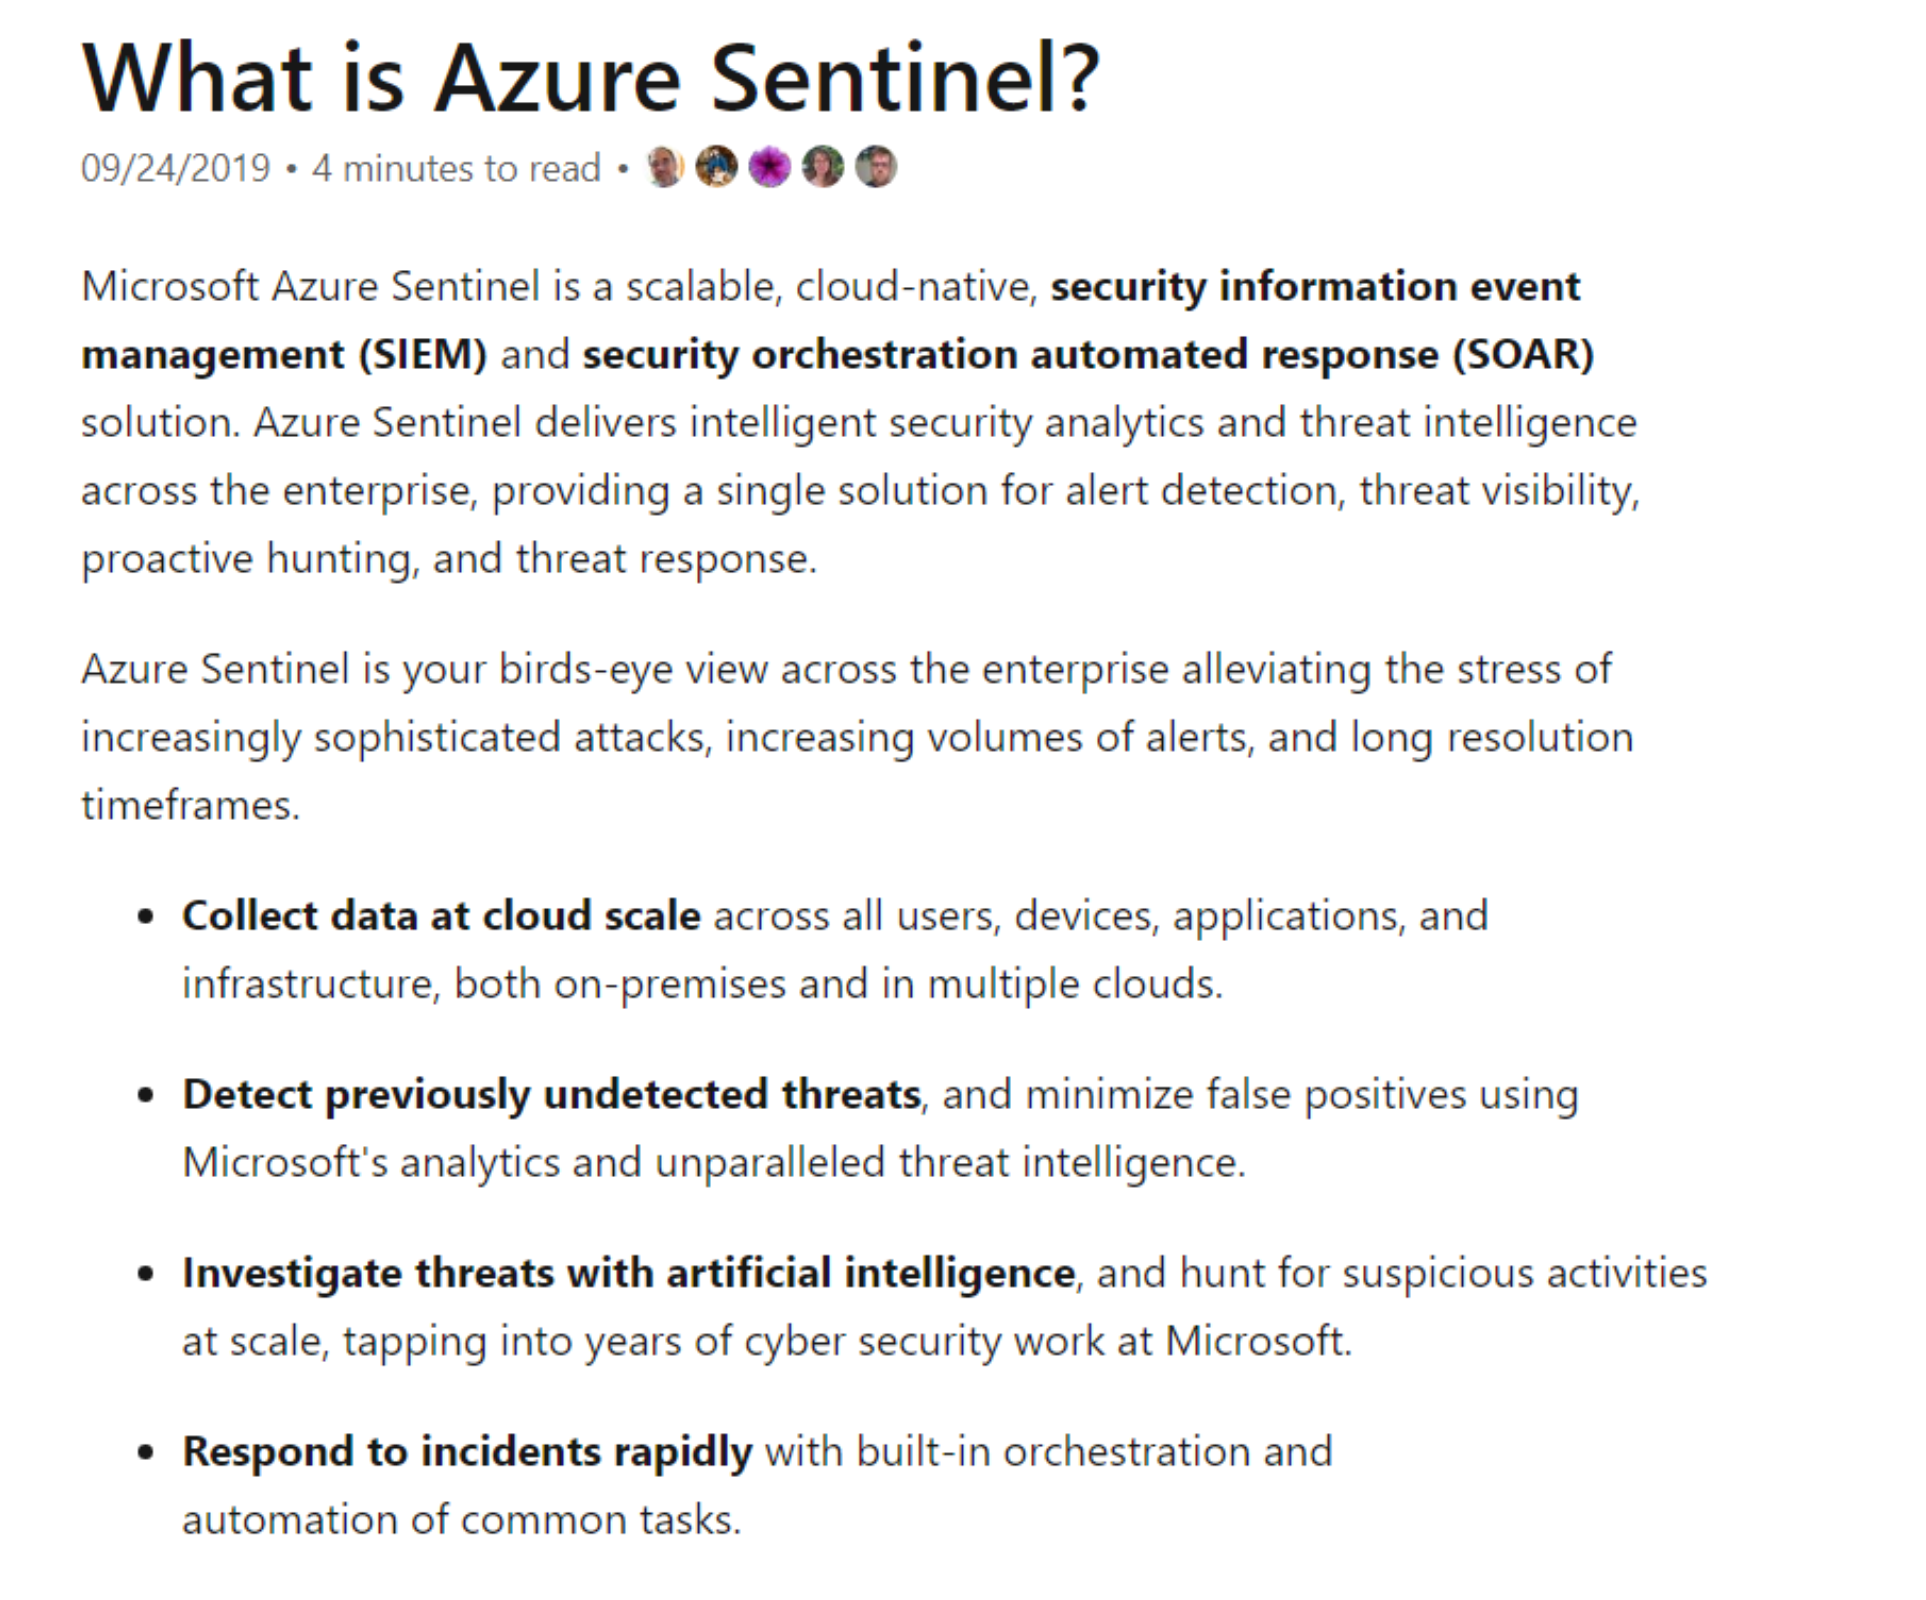 What is Azure Sentinel?
09/24/2019 • 4 minutes to read •
Microsoft Azure Sentinel is a scalable, cloud-native, security information event
management (SIEM) and security orchestration automated response (SOAR)
solution. Azure Sentinel delivers intelligent security analytics and threat intelligence
across the enterprise, providing a single solution for alert detection, threat visibility,
proactive hunting, and threat response.
Azure Sentinel is your birds-eye view across the enterprise alleviating the stress of
increasingly sophisticated attacks, increasing volumes of alerts, and long resolution
timeframes.
• Collect data at cloud scale across all users, devices, applications, and
infrastructure, both on-premises and in multiple clouds.
• Detect previously undetected threats, and minimize false positives using
Microsoft's analytics and unparalleled threat intelligence.
• Investigate threats with artificial intelligence, and hunt for suspicious activities
at scale, tapping into years of cyber security work at Microsoft.
• Respond to incidents rapidly with built-in orchestration and
automation of common tasks.